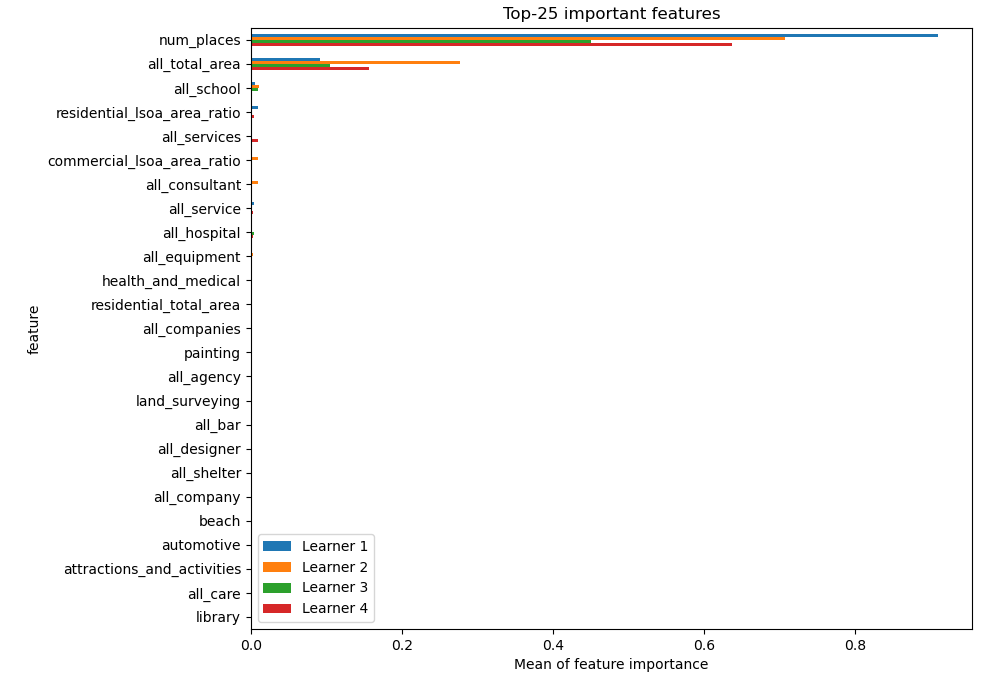 Top-25 important features
num_places
all_total_area
all_school
residential_lsoa_area_ratio
all_services
commercial_lsoa_area_ratio
all_consultant
all_service
all_hospital
all_equipment
health_and_medical
residential_total_area
all_companies
painting
all_agency
land_surveying
all_bar
all_designer
all_shelter
all_company
beach
automotive
attractions_and_activities
all_care
library
feature
Learner 1
Learner 2
Learner 3
Learner 4
0.0 0.2 0.4 0.6 0.8
Mean of feature importance